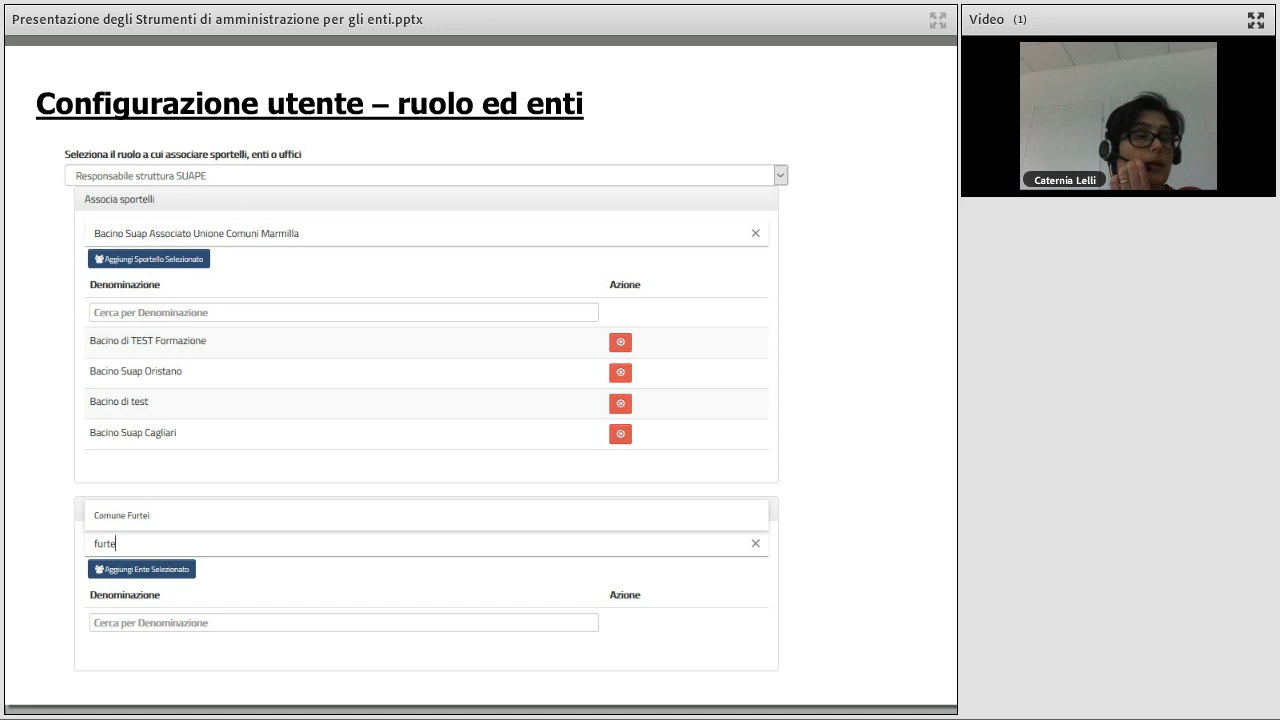 Presentazione degli Strumenti di amministrazione per gli enti.pptx
Video (1)
Caternia Lelli
Configurazione utente – ruolo ed enti
Seleziona il ruolo a cui associare sportelli, enti o uffici
Responsabile struttura SUAPE
Associa sportelli
Bacino Suap Associato Unione Comuni Marmilla
Aggiungi Sportello Selezionato
Denominazione Azione
Cerca per Denominazione
Bacino di TEST Formazione
Bacino Suap Oristano
Bacino di test
Bacino Suap Cagliari
Comune Furtei
furte
Aggiungi Ente Selezionato
Denominazione Azione
Cerca per Denominazione